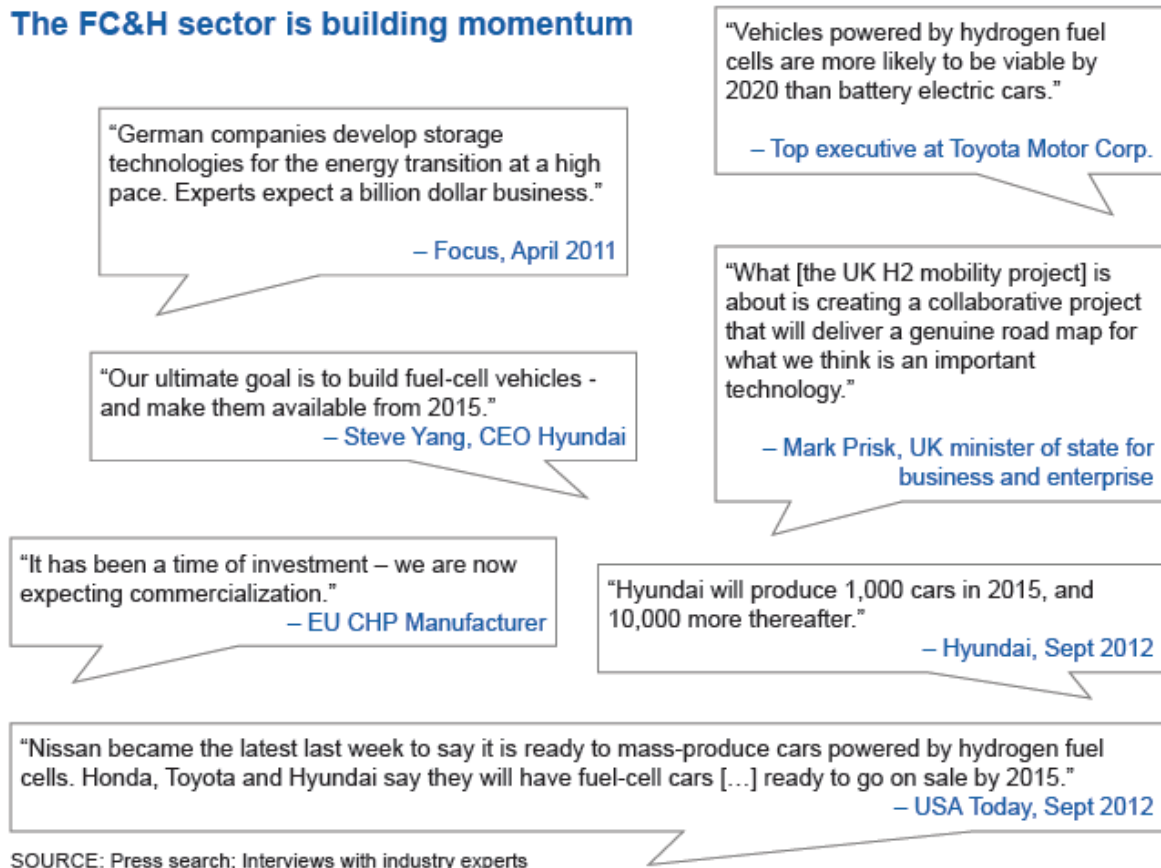 The FC&H sector is building momentum
“Vehicles powered by hydrogen fuel
cells are more likely to be viable by
2020 than battery electric cars.”
– Top executive at Toyota Motor Corp.
“German companies develop storage
technologies for the energy transition at a high
pace. Experts expect a billion dollar business.”
– Focus, April 2011
“What [the UK H2 mobility project] is
about is creating a collaborative project
that will deliver a genuine road map for
what we think is an important
technology.”
– Mark Prisk, UK minister of state for
business and enterprise
“Our ultimate goal is to build fuel-cell vehicles -
and make them available from 2015.”
– Steve Yang, CEO Hyundai
“It has been a time of investment – we are now
expecting commercialization.”
– EU CHP Manufacturer
“Hyundai will produce 1,000 cars in 2015, and
10,000 more thereafter.”
– Hyundai, Sept 2012
“Nissan became the latest last week to say it is ready to mass-produce cars powered by hydrogen fuel
cells. Honda, Toyota and Hyundai say they will have fuel-cell cars […] ready to go on sale by 2015.”
– USA Today, Sept 2012
SOURCE: Press search; Interviews with industry experts